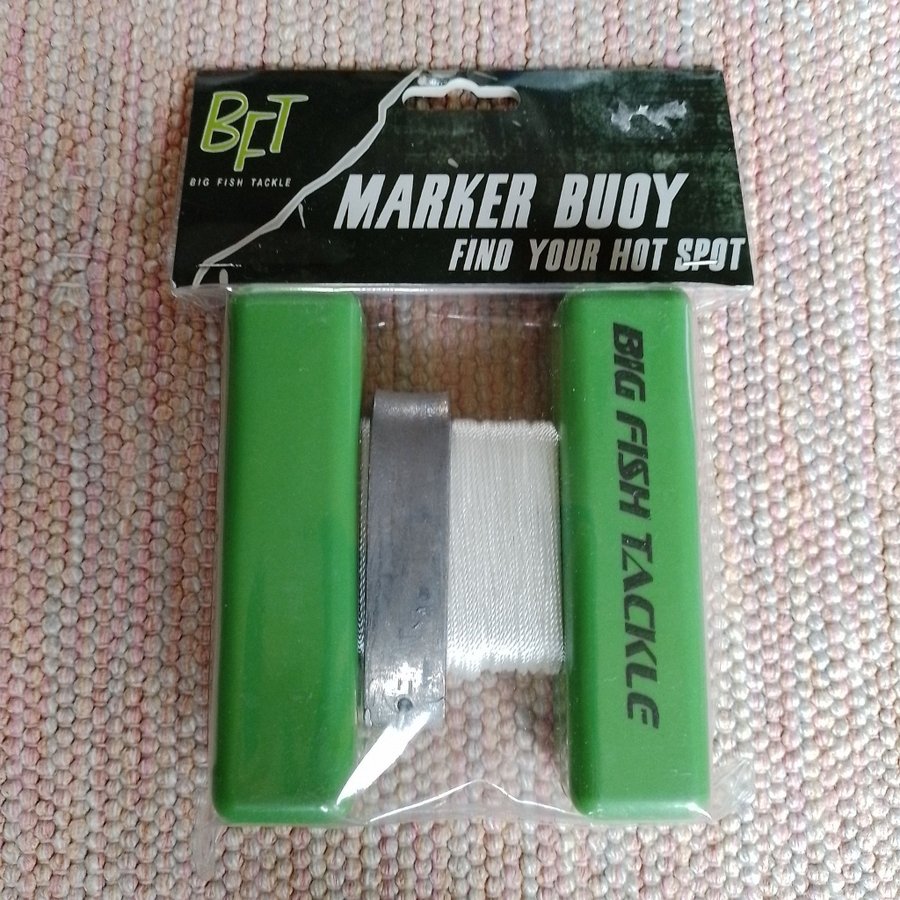 BFT
BIG FISH TACKLE
MARKER BUOY
FIND YOUR HOT SPOT
BIG FISH TACKLE